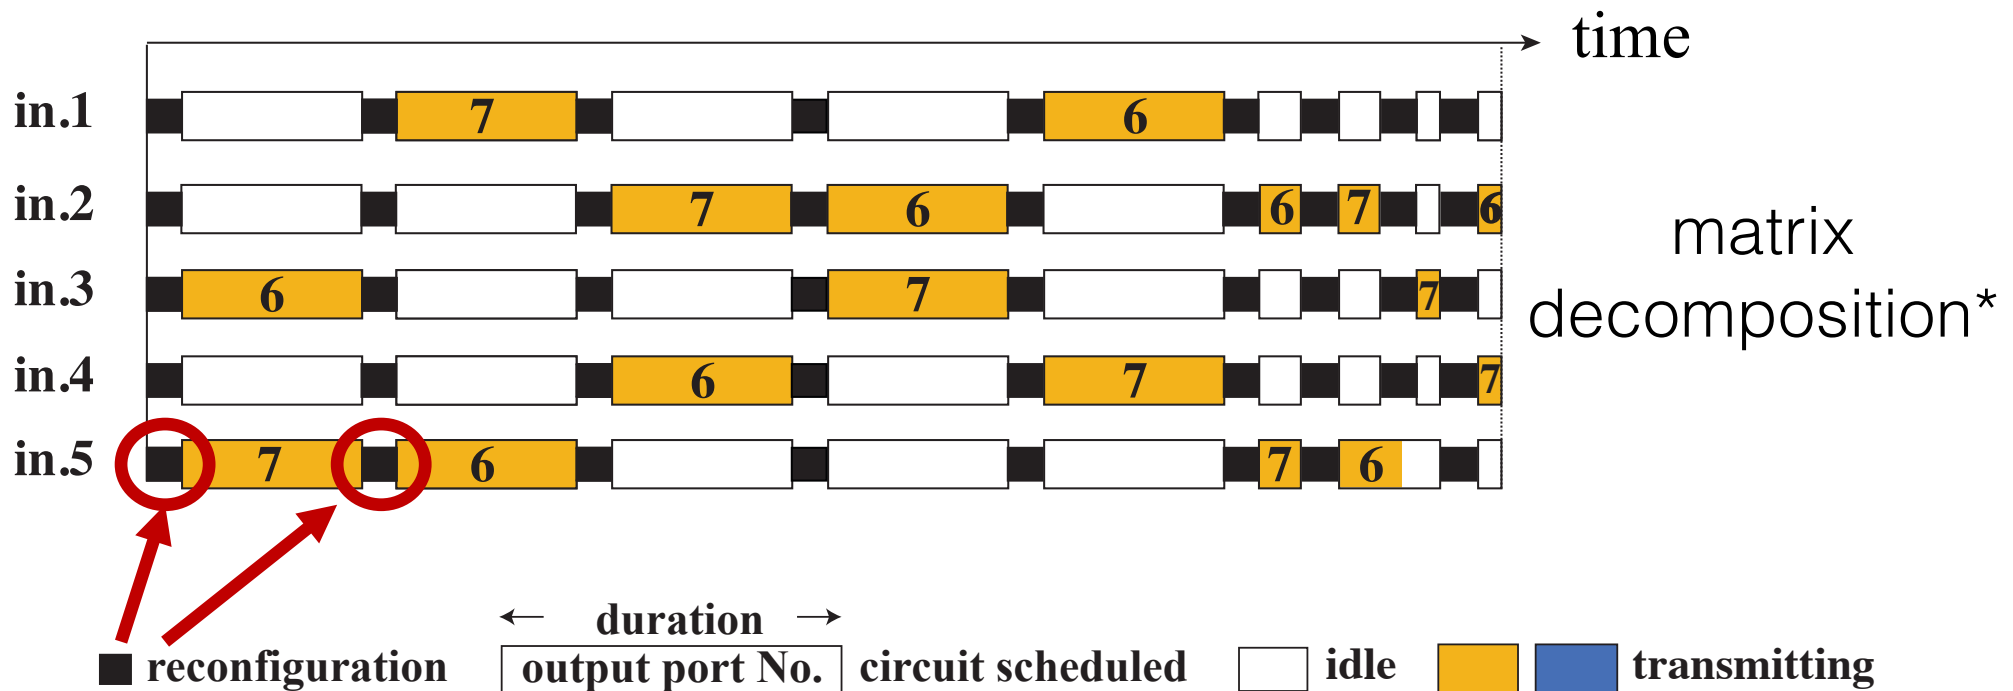 time
in.1 7 6
in.2 7 6 6 7 6
in.3 6 7 7
in.4 6 7 7
in.5 7 6 7 6
matrix
decomposition*
duration
reconfiguration output port No. circuit scheduled idle transmitting